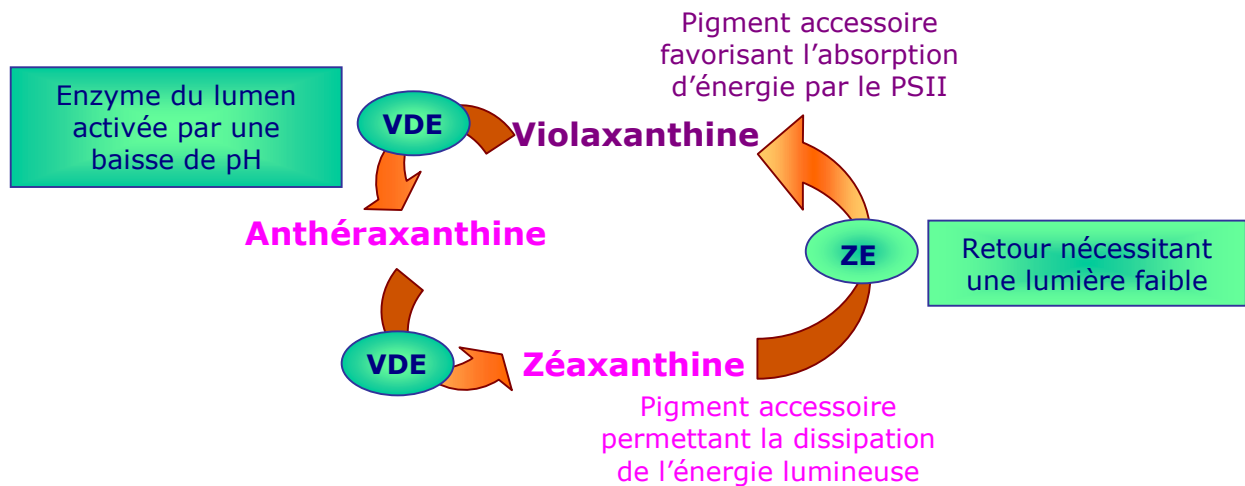 Pigment accessoire
favorisant l’absorption
d’énergie par le PSII
Enzyme du lumen
activée par une
baisse de pH
VDE
Violaxanthine
Anthéraxanthine
ZE
Retour nécessitant
une lumière faible
VDE
Zéaxanthine
Pigment accessoire
permettant la dissipation
de l’énergie lumineuse